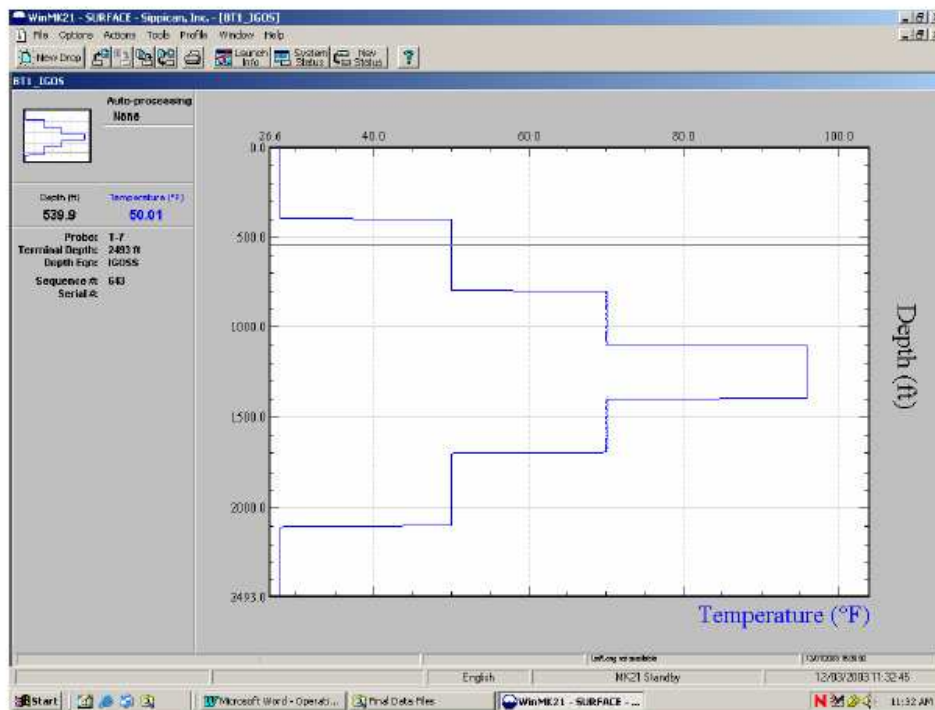 WinMK21 - SURFACE - Sippican, Inc. - [BT1_IGOS]
File Options Actions Tools Profile Window Help
New Drop Launch Info System Status New Status ?
BT1_IGOS
Auto-processing
None
Depth (ft) Temperature (°F)
539.9 50.01
Probe: T-7
Terminal Depth: 2493 ft
Depth Eqn: IGOSS
Sequence #: 643
Serial #:
26.6 40.0 60.0 80.0 100.0
0.0
500.0
1000.0
1500.0
2000.0
2493.0
Depth (ft)
Temperature (°F)
English MK21 Standby 12/03/2003 11:32:45
Start Microsoft Word - Operati... Final Data Files WinMK21 - SURFACE - ... 11:32 AM